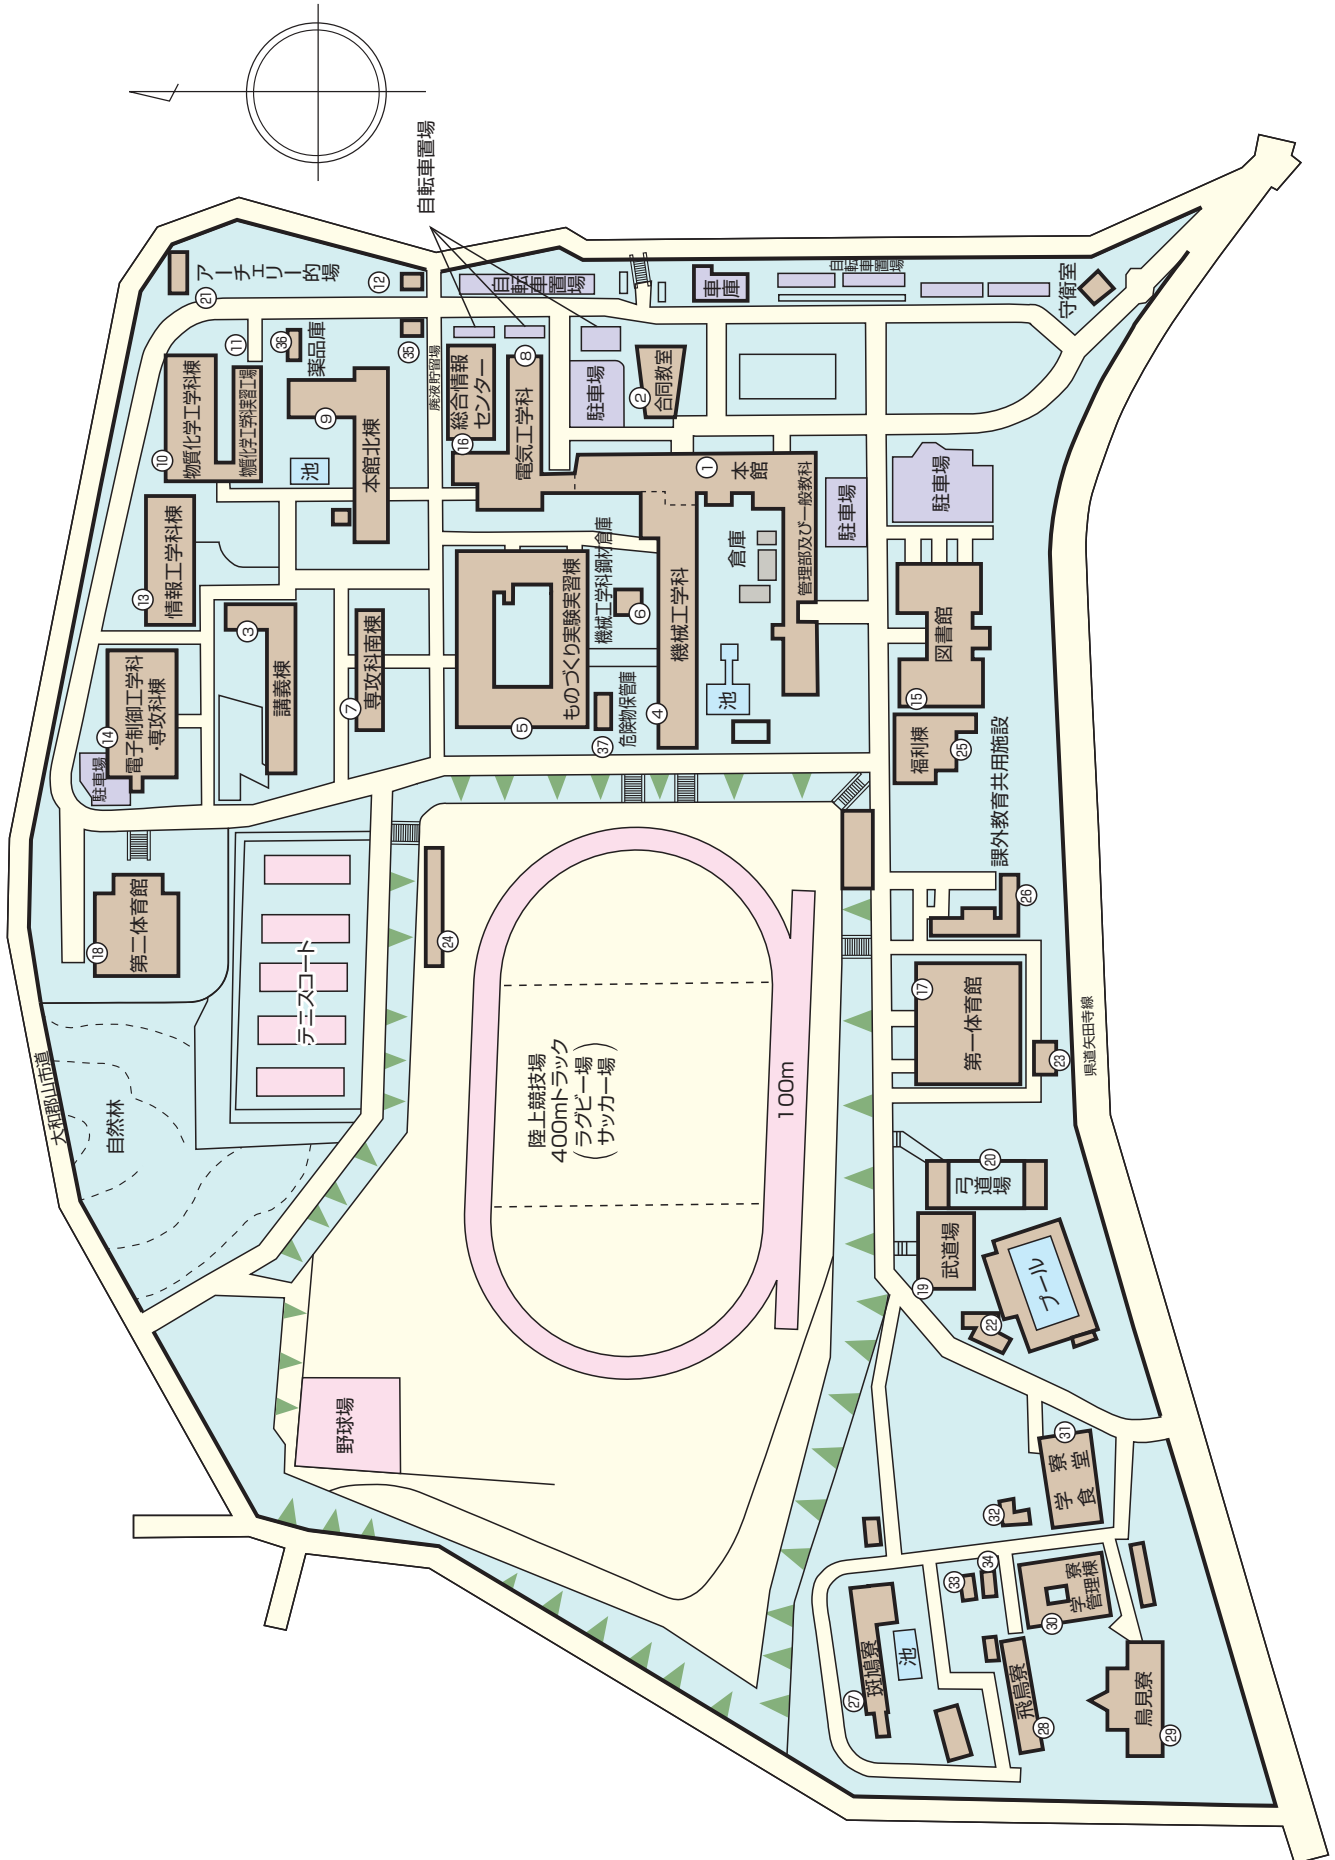 自転車置場
アーチェリー的場
㉑
⑫
自転車置場
車庫
自転車置場
守衛室
⑪
㊱
薬品庫
㉟
廃液貯留場
⑩
物質化学工学科棟
物質化学工学科実習工場
⑨
池
本館北棟
総合情報
センター
⑯
⑧
電気工学科
駐車場
②
合同教室
①
本館
管理部及び一般教科
駐車場
駐車場
⑬
情報工学科棟
③
講義棟
⑦
専攻科南棟
ものづくり実験実習棟
⑤
機械工学科鋼材倉庫
⑥
危険物保管庫
㊲
④
機械工学科
倉庫
池
図書館
⑮
福利棟
㉕
⑭
電子制御工学科
・専攻科棟
駐車場
課外教育共用施設
㉖
⑱
第二体育館
テニスコート
㉔
⑰
第一体育館
㉓
県道矢田寺線
大和郡山市道
自然林
陸上競技場
400mトラック
(ラグビー場)
(サッカー場)
100m
⑳
弓道場
⑲
武道場
㉒
プール
野球場
㉛
学寮
食堂
㉜
㉝
㉞
学寮
管理棟
㉚
㉗
斑鳩寮
池
飛鳥寮
㉘
鳥見寮
㉙